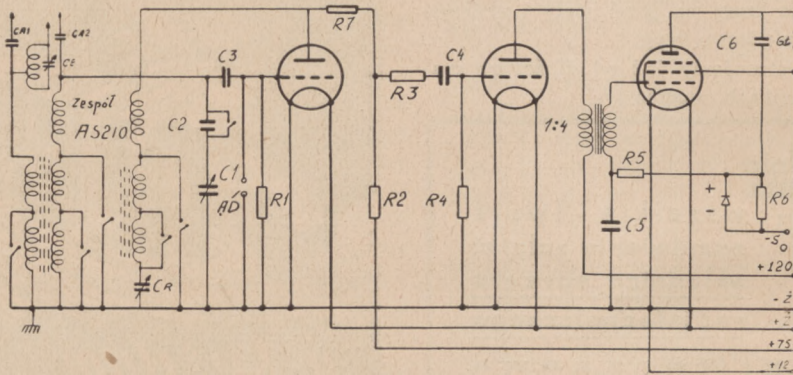 CA1
CA2
CE
Zespół
AS210
R7
C3
C2
C1
AD
R1
CR
R2
R3
C4
R4
1:4
C6
GŁ
R5
C5
+
-
R6
-S
+120
-Ż
+Ż
+75
+12